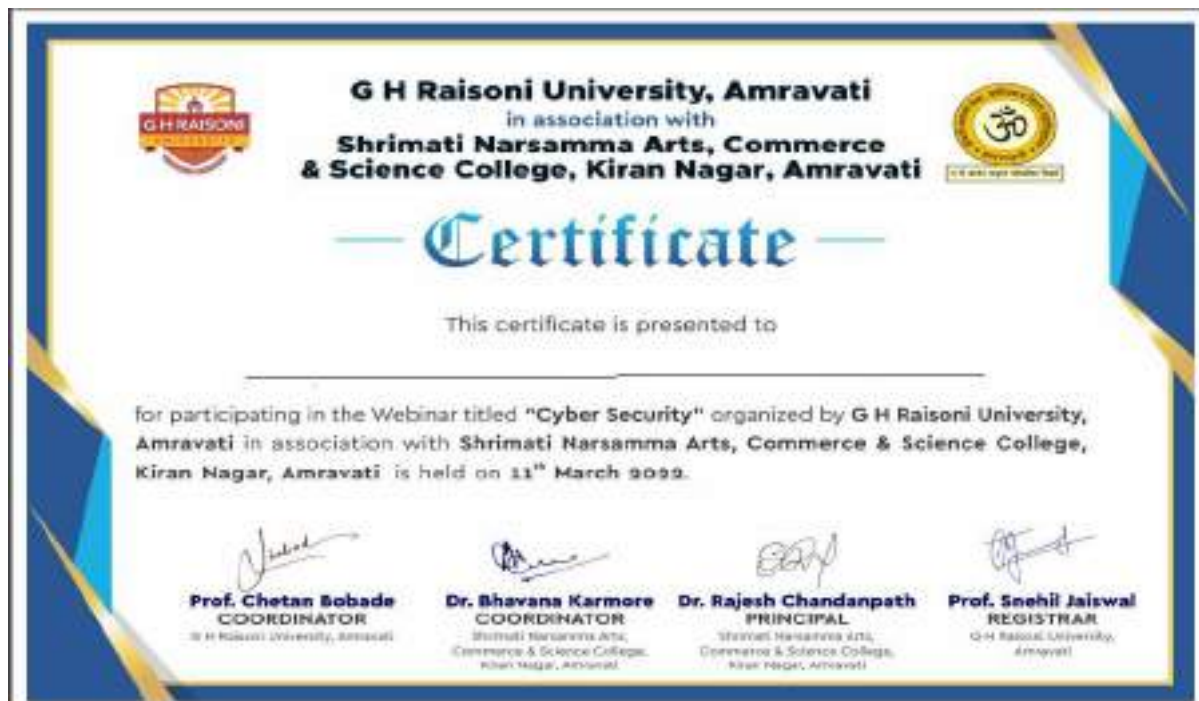 G H Raisoni University, Amravati
in association with
Shrimati Narsamma Arts, Commerce
& Science College, Kiran Nagar, Amravati
G H RAISONI
UNIVERSITY
ॐ
Certificate
This certificate is presented to
for participating in the Webinar titled "Cyber Security" organized by G H Raisoni University,
Amravati in association with Shrimati Narsamma Arts, Commerce & Science College,
Kiran Nagar, Amravati is held on 11th March 2022.
Prof. Chetan Bobade
COORDINATOR
G H Raisoni University, Amravati
Dr. Bhavana Karmore
COORDINATOR
Shrimati Narsamma Arts,
Commerce & Science College,
Kiran Nagar, Amravati
Dr. Rajesh Chandanpath
PRINCIPAL
Shrimati Narsamma Arts,
Commerce & Science College,
Kiran Nagar, Amravati
Prof. Snehil Jaiswal
REGISTRAR
G H Raisoni University,
Amravati